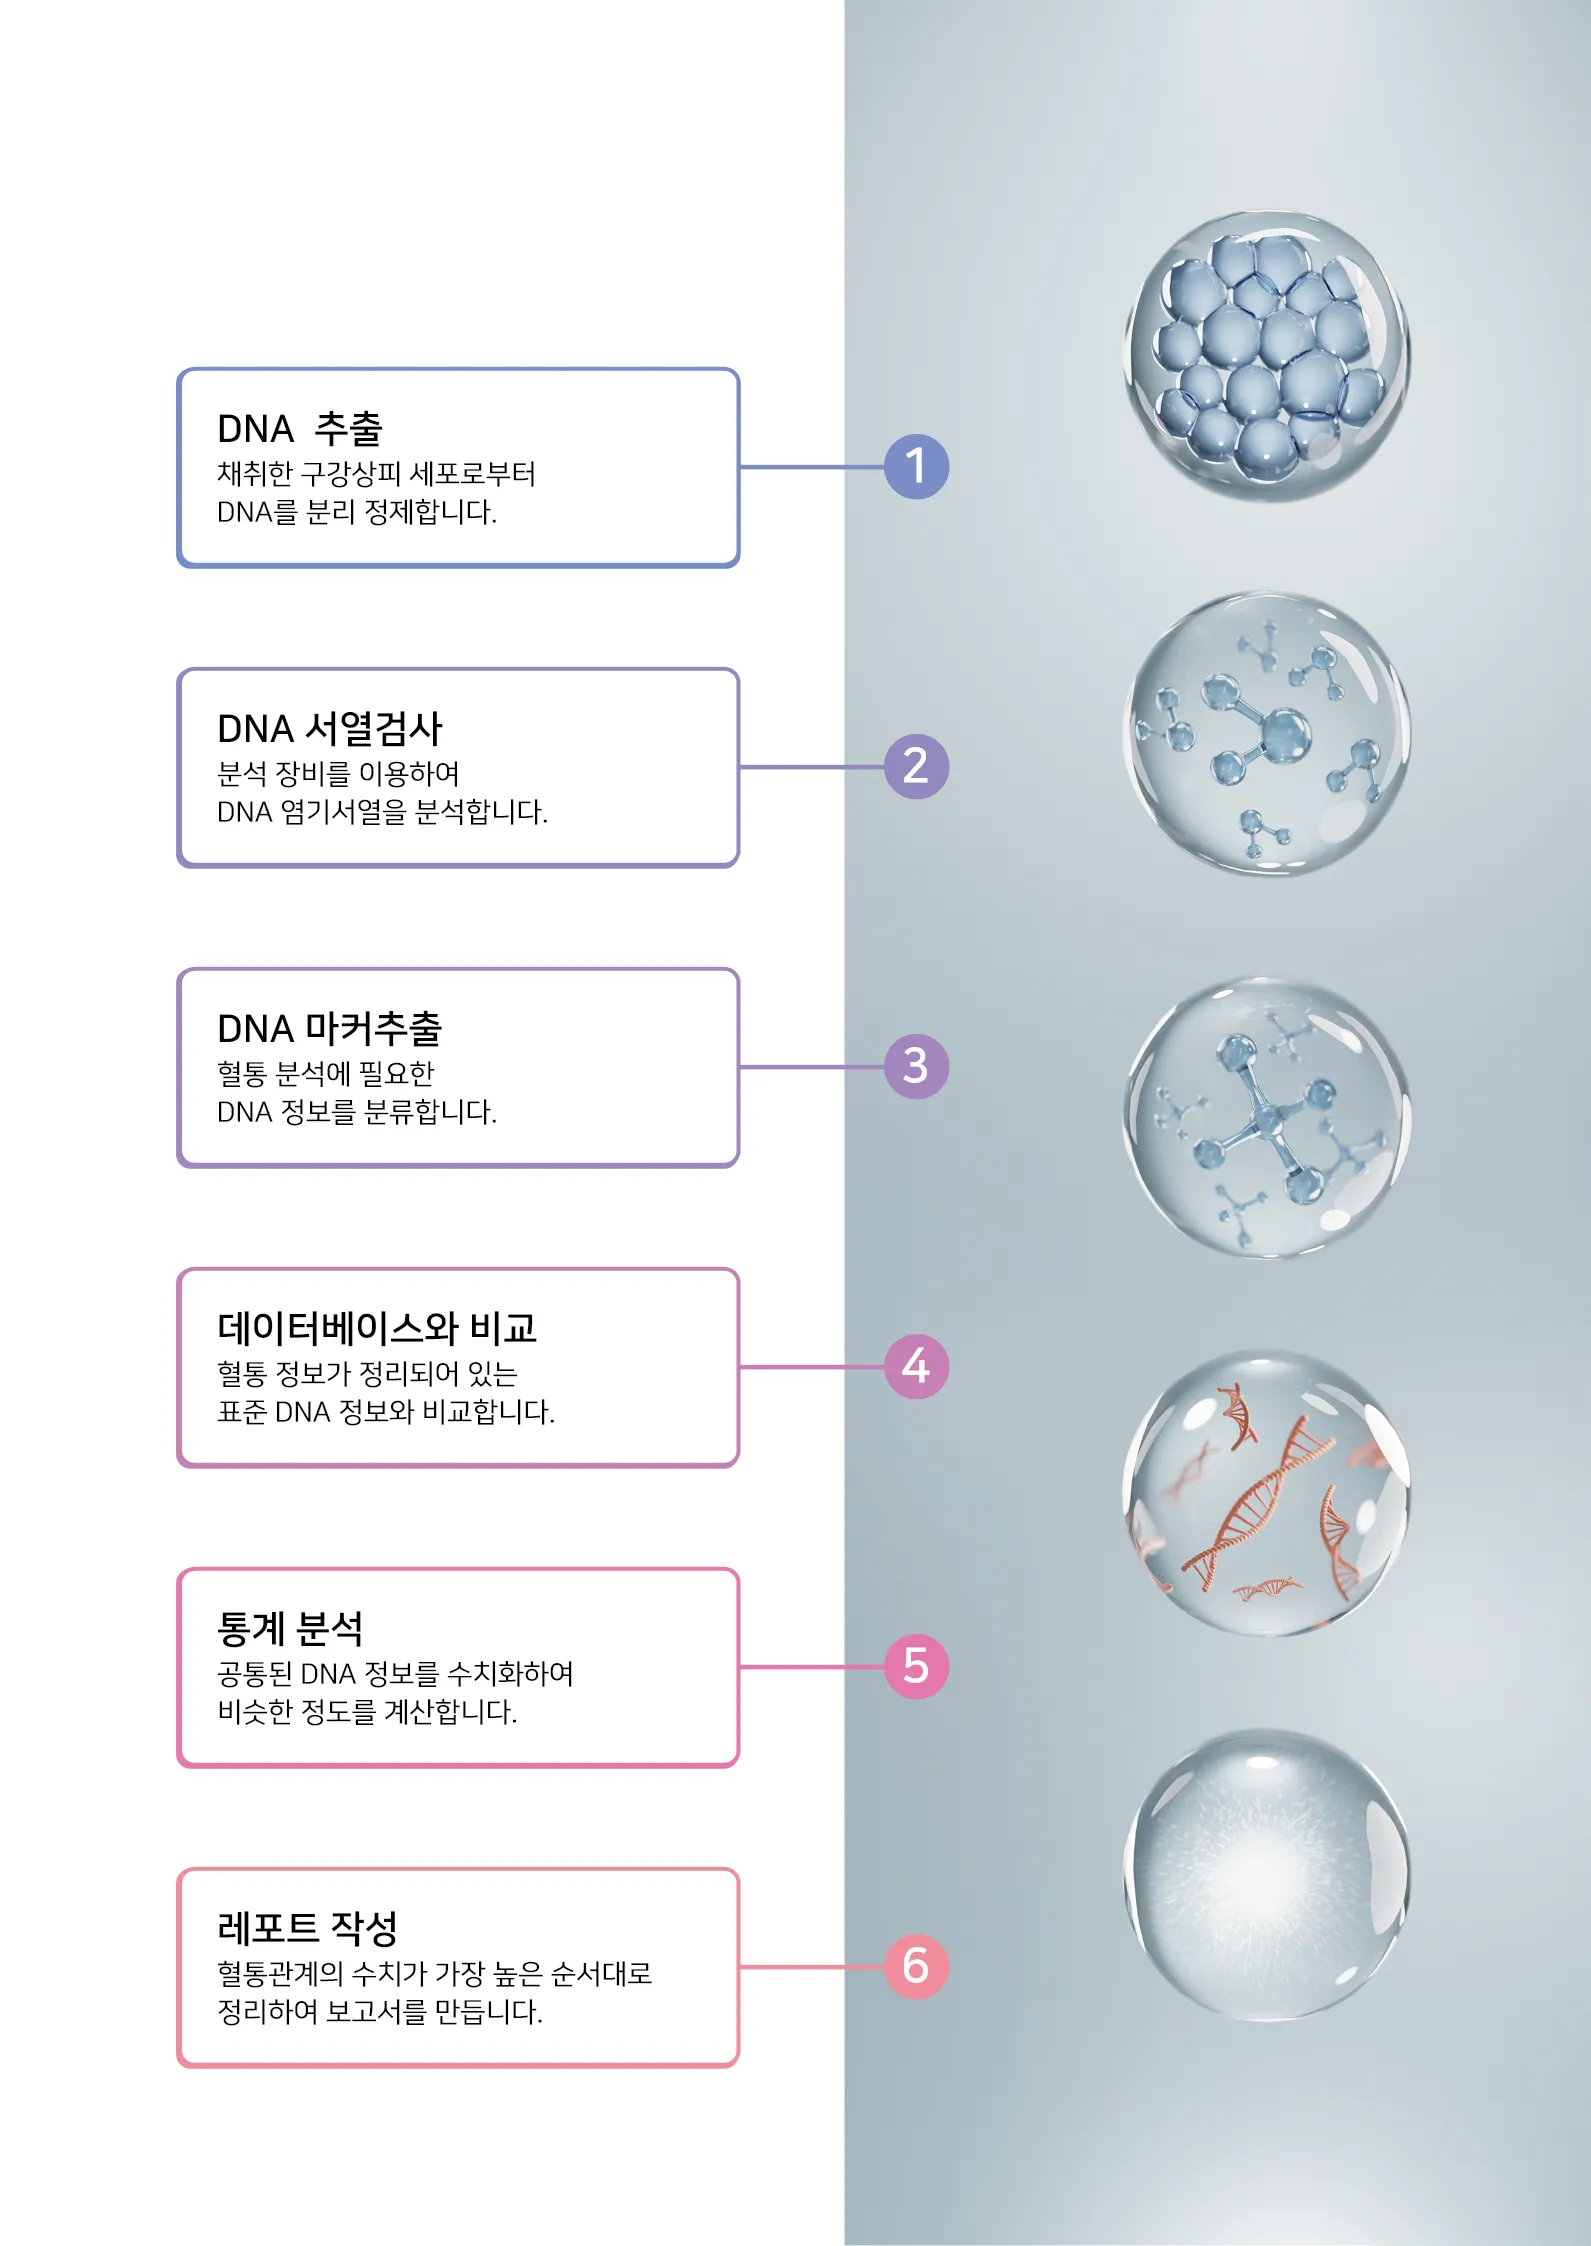 DNA 추출
채취한 구강상피 세포로부터
DNA를 분리 정제합니다.
1
DNA 서열검사
분석 장비를 이용하여
DNA 염기서열을 분석합니다.
2
DNA 마커추출
혈통 분석에 필요한
DNA 정보를 분류합니다.
3
데이터베이스와 비교
혈통 정보가 정리되어 있는
표준 DNA 정보와 비교합니다.
4
통계 분석
공통된 DNA 정보를 수치화하여
비슷한 정도를 계산합니다.
5
레포트 작성
혈통관계의 수치가 가장 높은 순서대로
정리하여 보고서를 만듭니다.
6